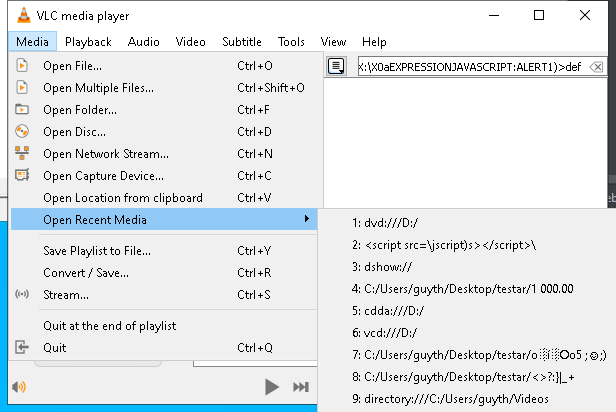 VLC media player
Media Playback Audio Video Subtitle Tools View Help
Open File... Ctrl+O
X:\X0aEXPRESSIONJAVASCRIPT:ALERT1)>def
Open Multiple Files... Ctrl+Shift+O
Open Folder... Ctrl+F
Open Disc... Ctrl+D
Open Network Stream... Ctrl+N
Open Capture Device... Ctrl+C
Open Location from clipboard Ctrl+V
Open Recent Media
1: dvd:///D:/
2: <script src=\jscript)s></script>\
3: dshow://
4: C:/Users/guyth/Desktop/testar/1 000.00
5: cdda:///D:/
6: vcd:///D:/
7: C:/Users/guyth/Desktop/testar/o
8: C:/Users/guyth/Desktop/testar/<>?:}|_+
9: directory:///C:/Users/guyth/Videos
Save Playlist to File... Ctrl+Y
Convert / Save... Ctrl+R
Stream... Ctrl+S
Quit at the end of playlist
Quit Ctrl+Q